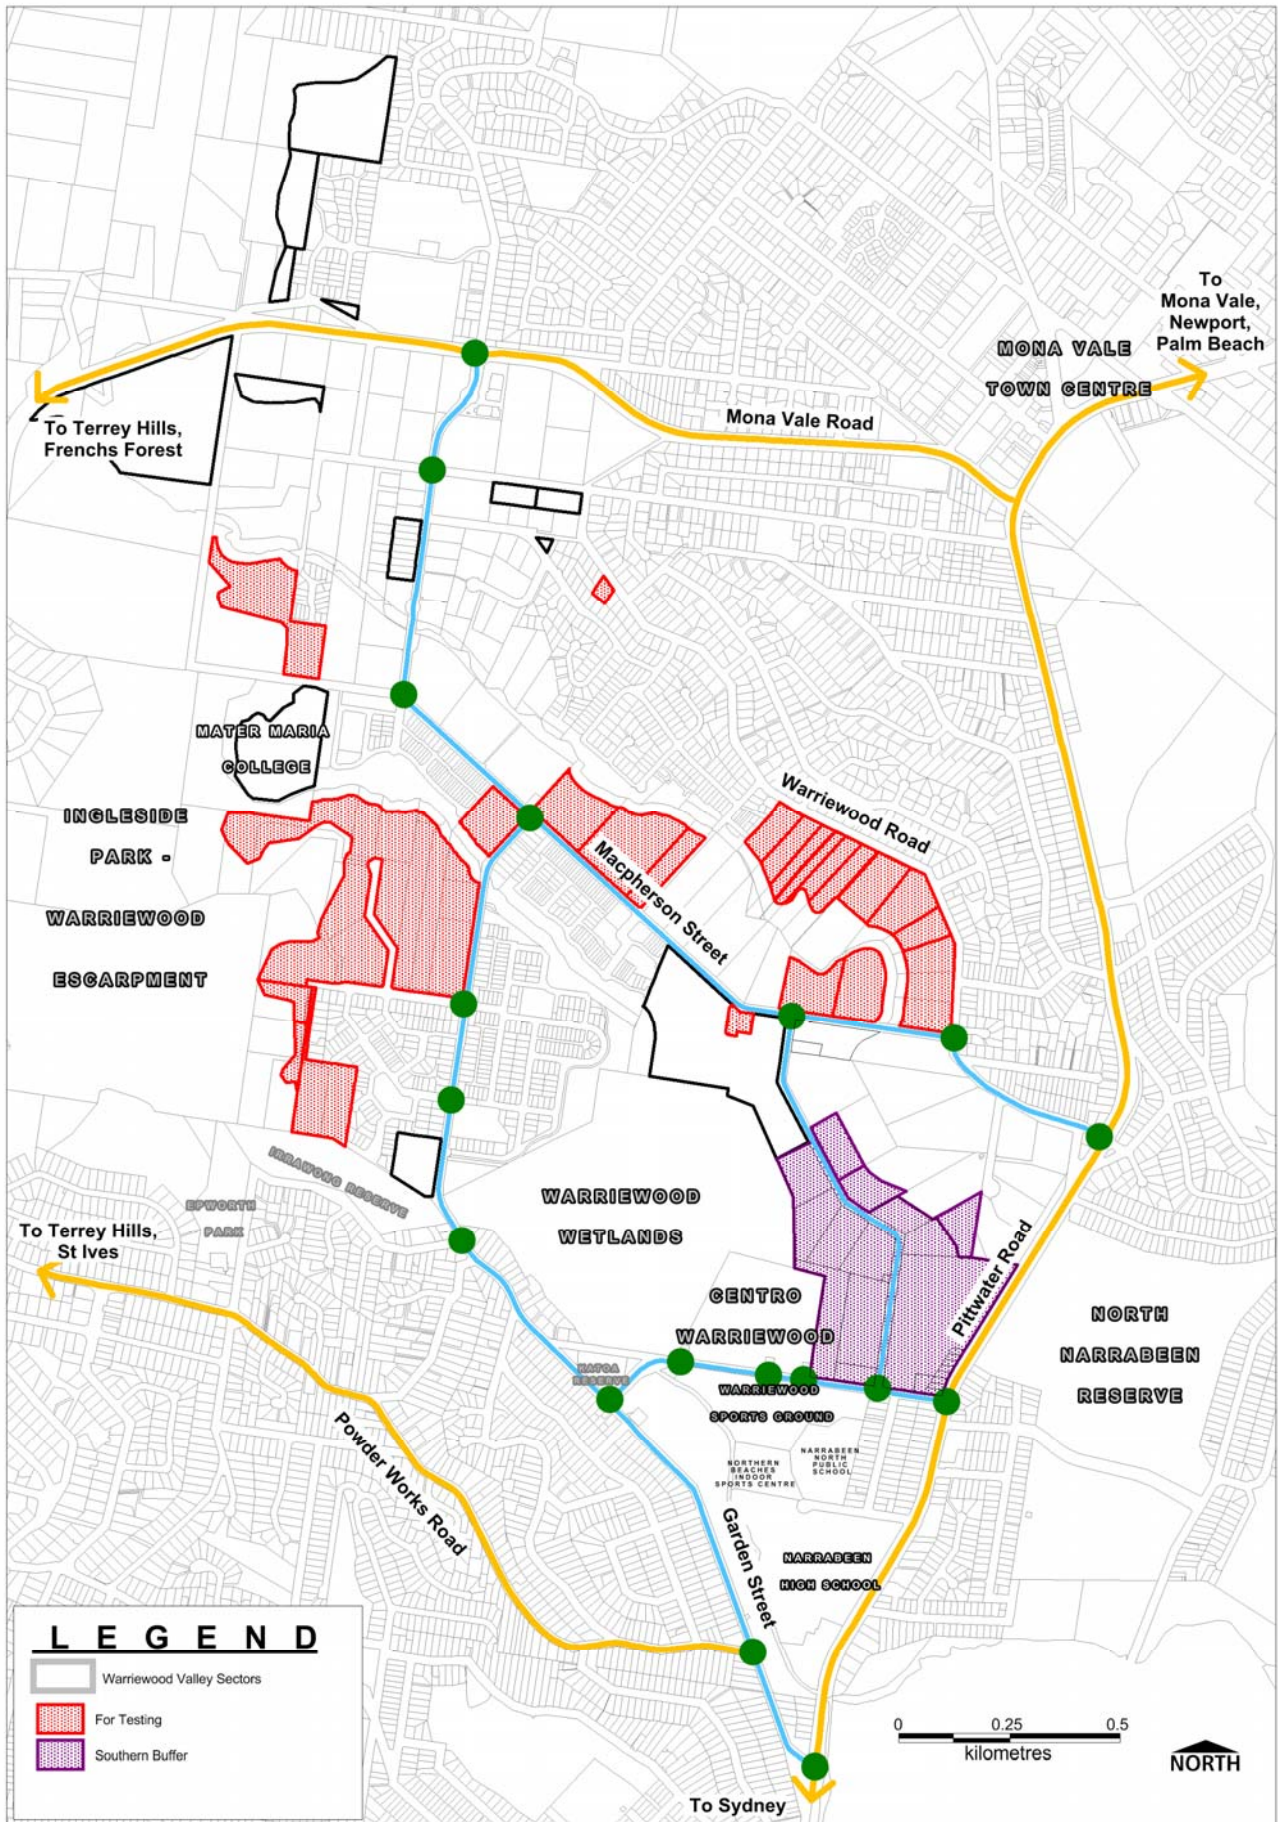 To
Mona Vale,
Newport,
Palm Beach
MONA VALE
TOWN CENTRE
Mona Vale Road
To Terrey Hills,
Frenchs Forest
MATER MARIA
COLLEGE
Warriewood Road
INGLESIDE
PARK -
WARRIEWOOD
ESCARPMENT
Macpherson Street
IRRAWONG RESERVE
EPWORTH
PARK
WARRIEWOOD
WETLANDS
To Terrey Hills,
St Ives
CENTRO
WARRIEWOOD
Pittwater Road
NORTH
NARRABEEN
RESERVE
KATOA
RESERVE
WARRIEWOOD
SPORTS GROUND
NARRABEEN
NORTH
PUBLIC
SCHOOL
NORTHERN
BEACHES
INDOOR
SPORTS CENTRE
Powder Works Road
Garden Street
NARRABEEN
HIGH SCHOOL
LEGEND
Warriewood Valley Sectors
For Testing
Southern Buffer
0 0.25 0.5
kilometres
NORTH
To Sydney